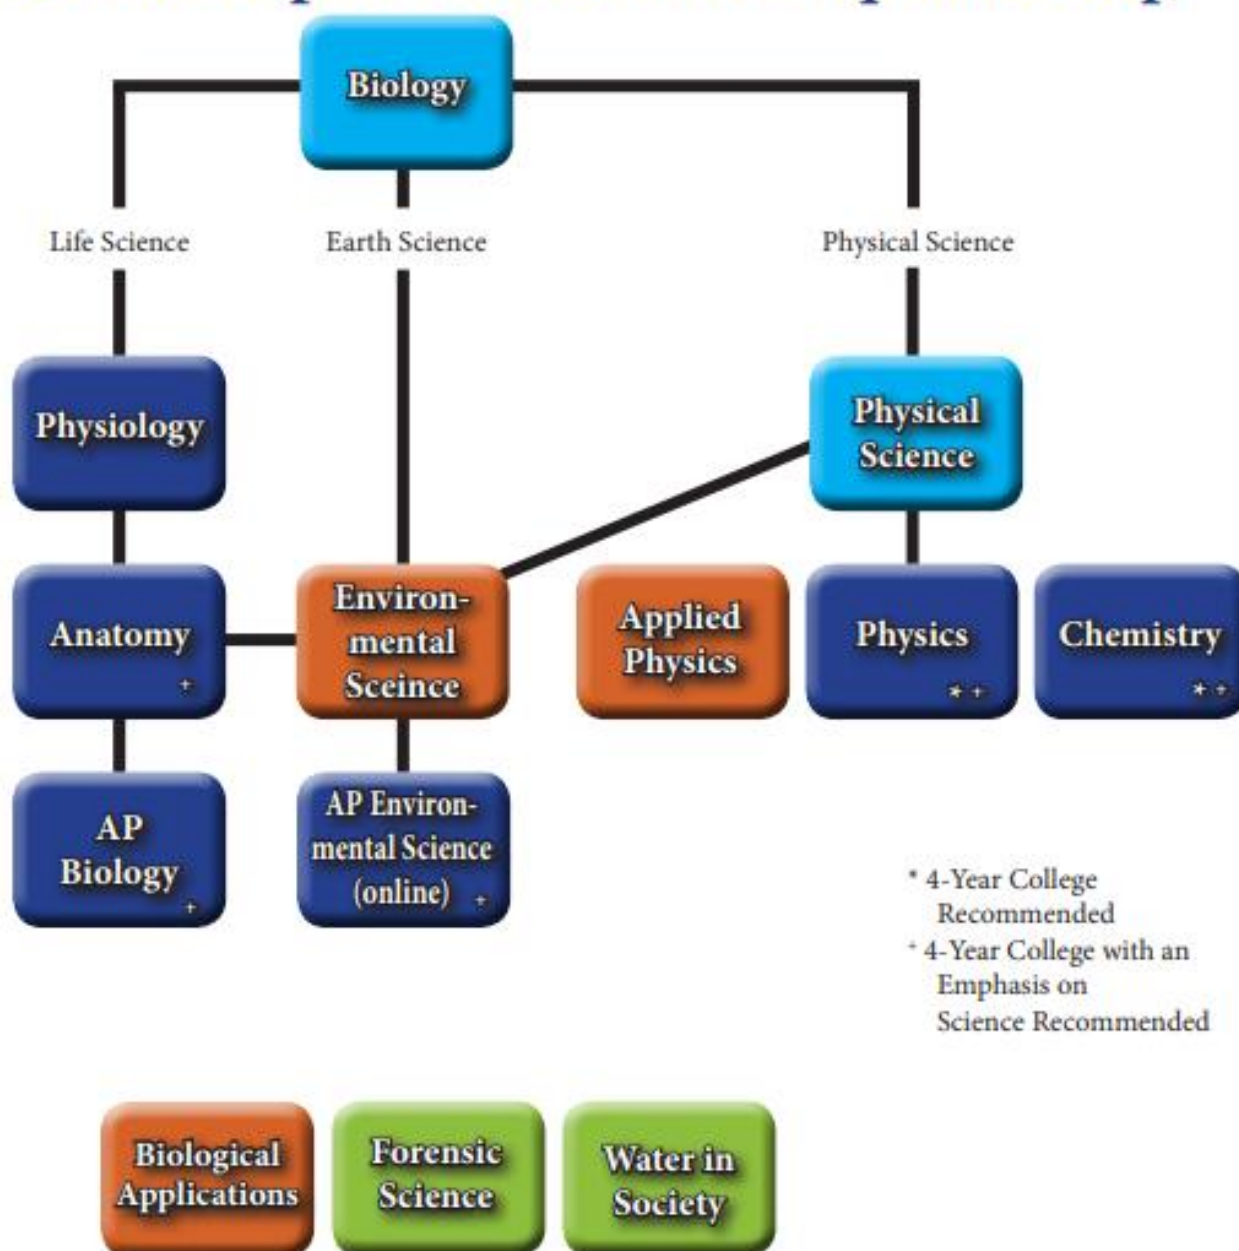 Biology
Life Science
Earth Science
Physical Science
Physiology
Physical
Science
Anatomy
+
Environ-
mental
Sceince
Applied
Physics
Physics
* +
Chemistry
* +
AP
Biology
+
AP Environ-
mental Science
(online) +
* 4-Year College
Recommended
+ 4-Year College with an
Emphasis on
Science Recommended
Biological
Applications
Forensic
Science
Water in
Society